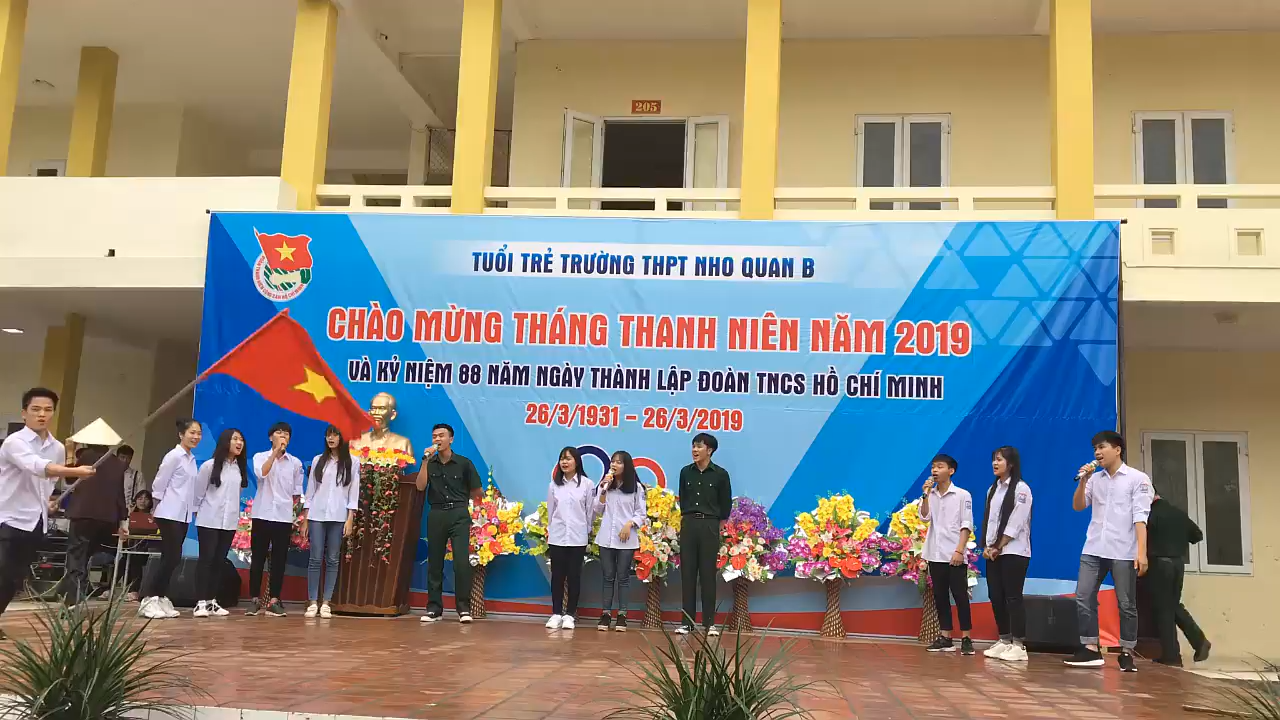 205
TUỔI TRẺ TRƯỜNG THPT NHO QUAN B
CHÀO MỪNG THÁNG THANH NIÊN NĂM 2019
VÀ KỶ NIỆM 88 NĂM NGÀY THÀNH LẬP ĐOÀN TNCS HỒ CHÍ MINH
26/3/1931 - 26/3/2019